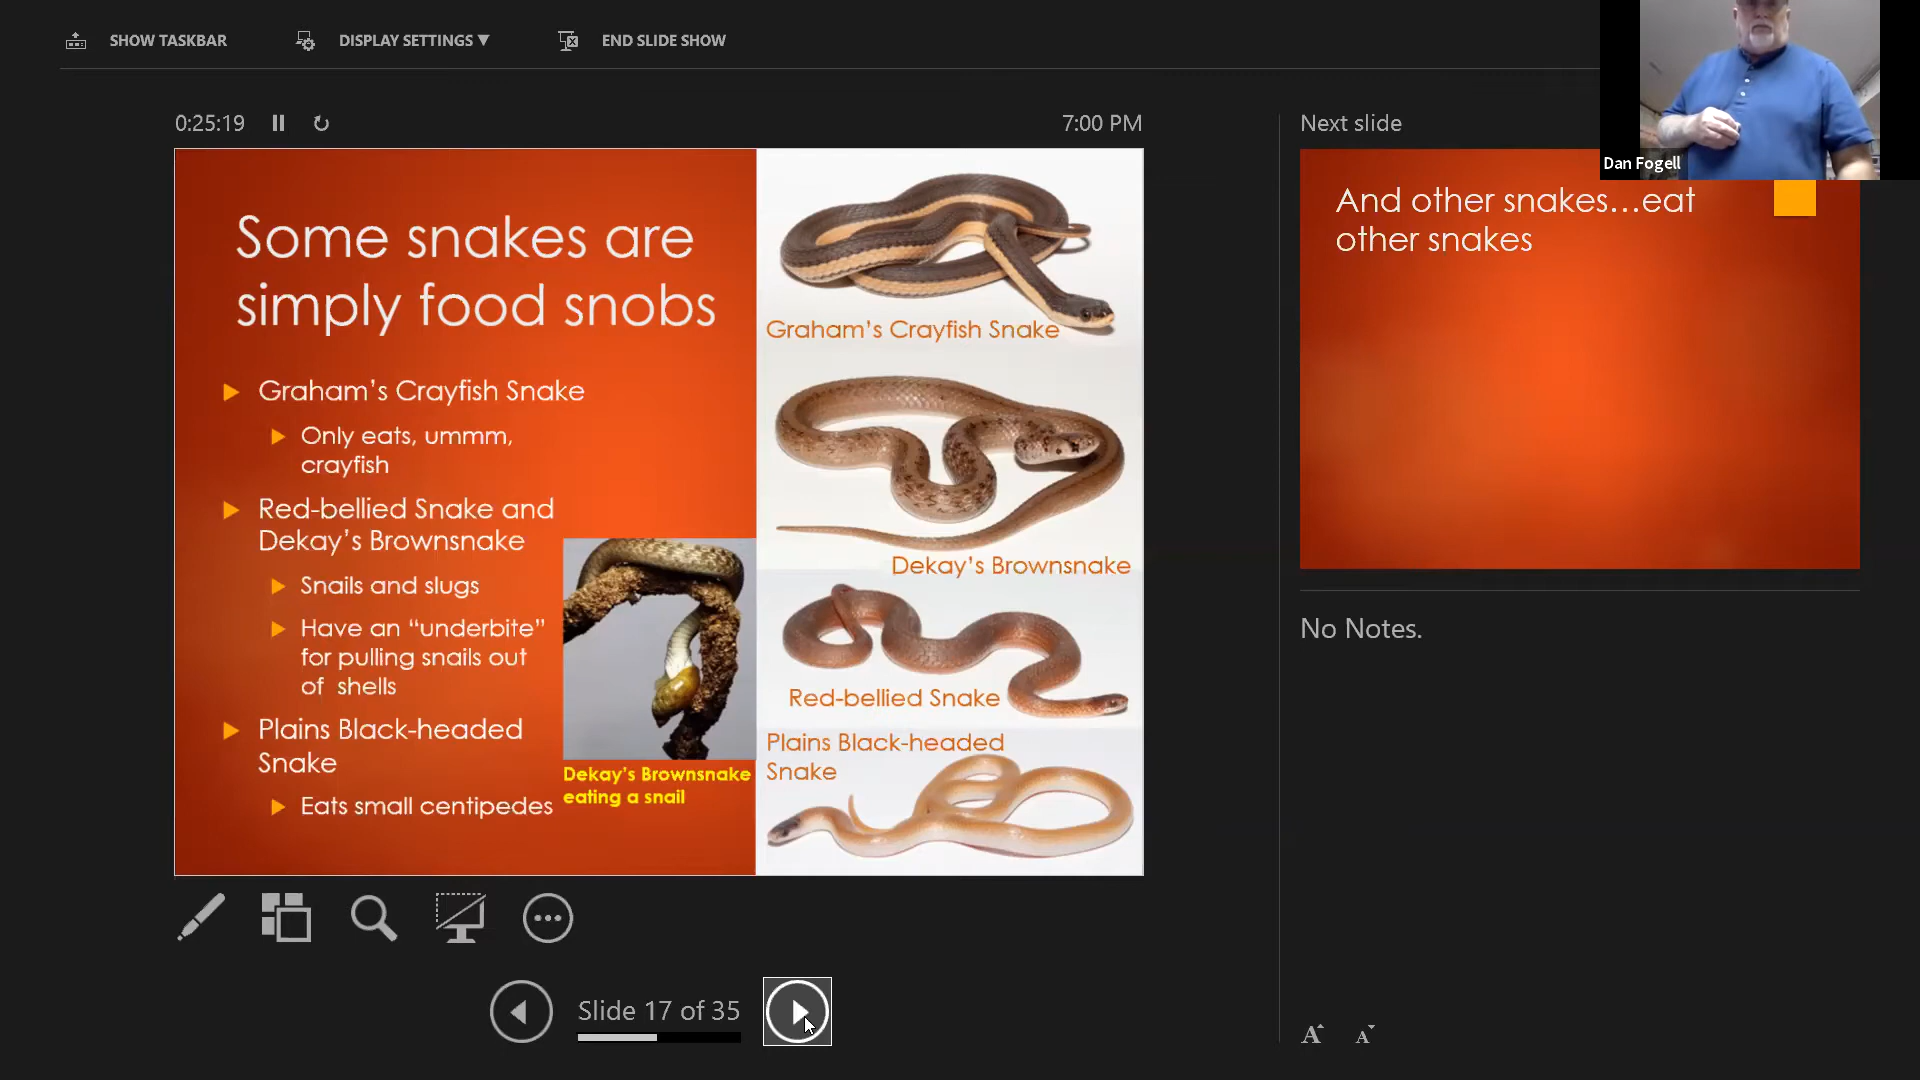 SHOW TASKBAR
DISPLAY SETTINGS ▼
END SLIDE SHOW
0:25:19
7:00 PM
Next slide
Dan Fogell
Some snakes are
simply food snobs
Graham's Crayfish Snake
Only eats, ummm,
crayfish
Red-bellied Snake and
Dekay's Brownsnake
Snails and slugs
Have an "underbite"
for pulling snails out
of shells
Plains Black-headed
Snake
Eats small centipedes
Dekay's Brownsnake
eating a snail
Graham's Crayfish Snake
Dekay's Brownsnake
Red-bellied Snake
Plains Black-headed
Snake
And other snakes...eat
other snakes
No Notes.
Slide 17 of 35
A A